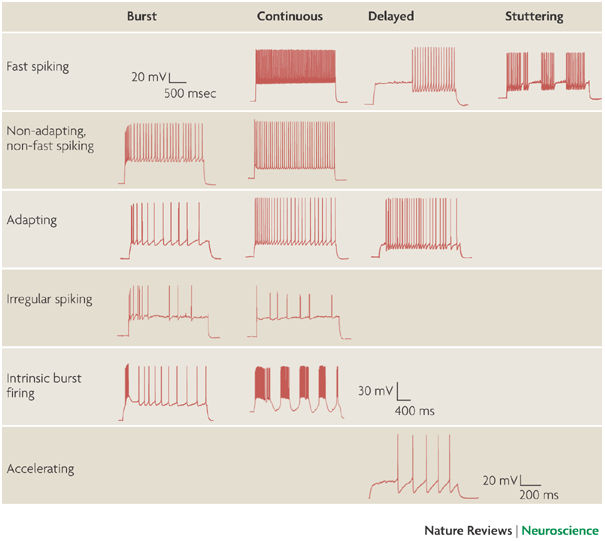 Burst Continuous Delayed Stuttering
Fast spiking
20 mV
500 msec
Non-adapting,
non-fast spiking
Adapting
Irregular spiking
Intrinsic burst
firing
30 mV
400 ms
Accelerating
20 mV
200 ms
Nature Reviews | Neuroscience